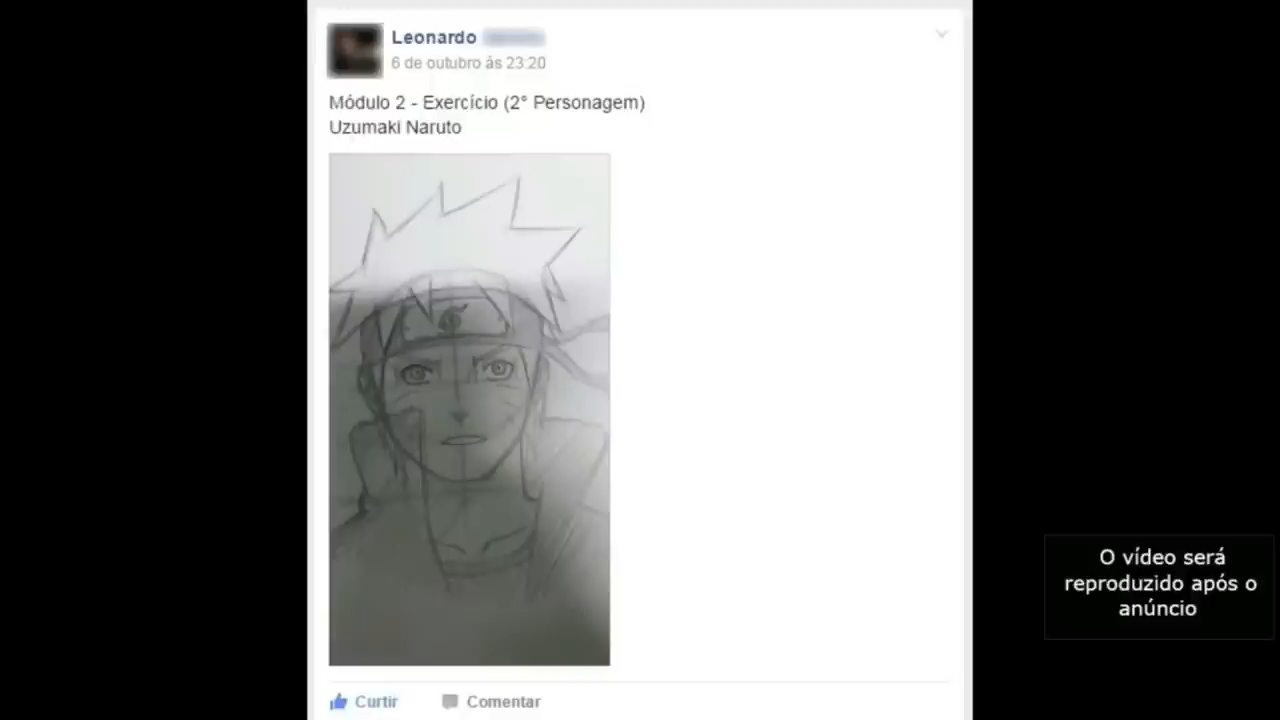 Leonardo
6 de outubro às 23:20
Módulo 2 - Exercício (2° Personagem)
Uzumaki Naruto
Curtir
Comentar
O vídeo será
reproduzido após o
anúncio